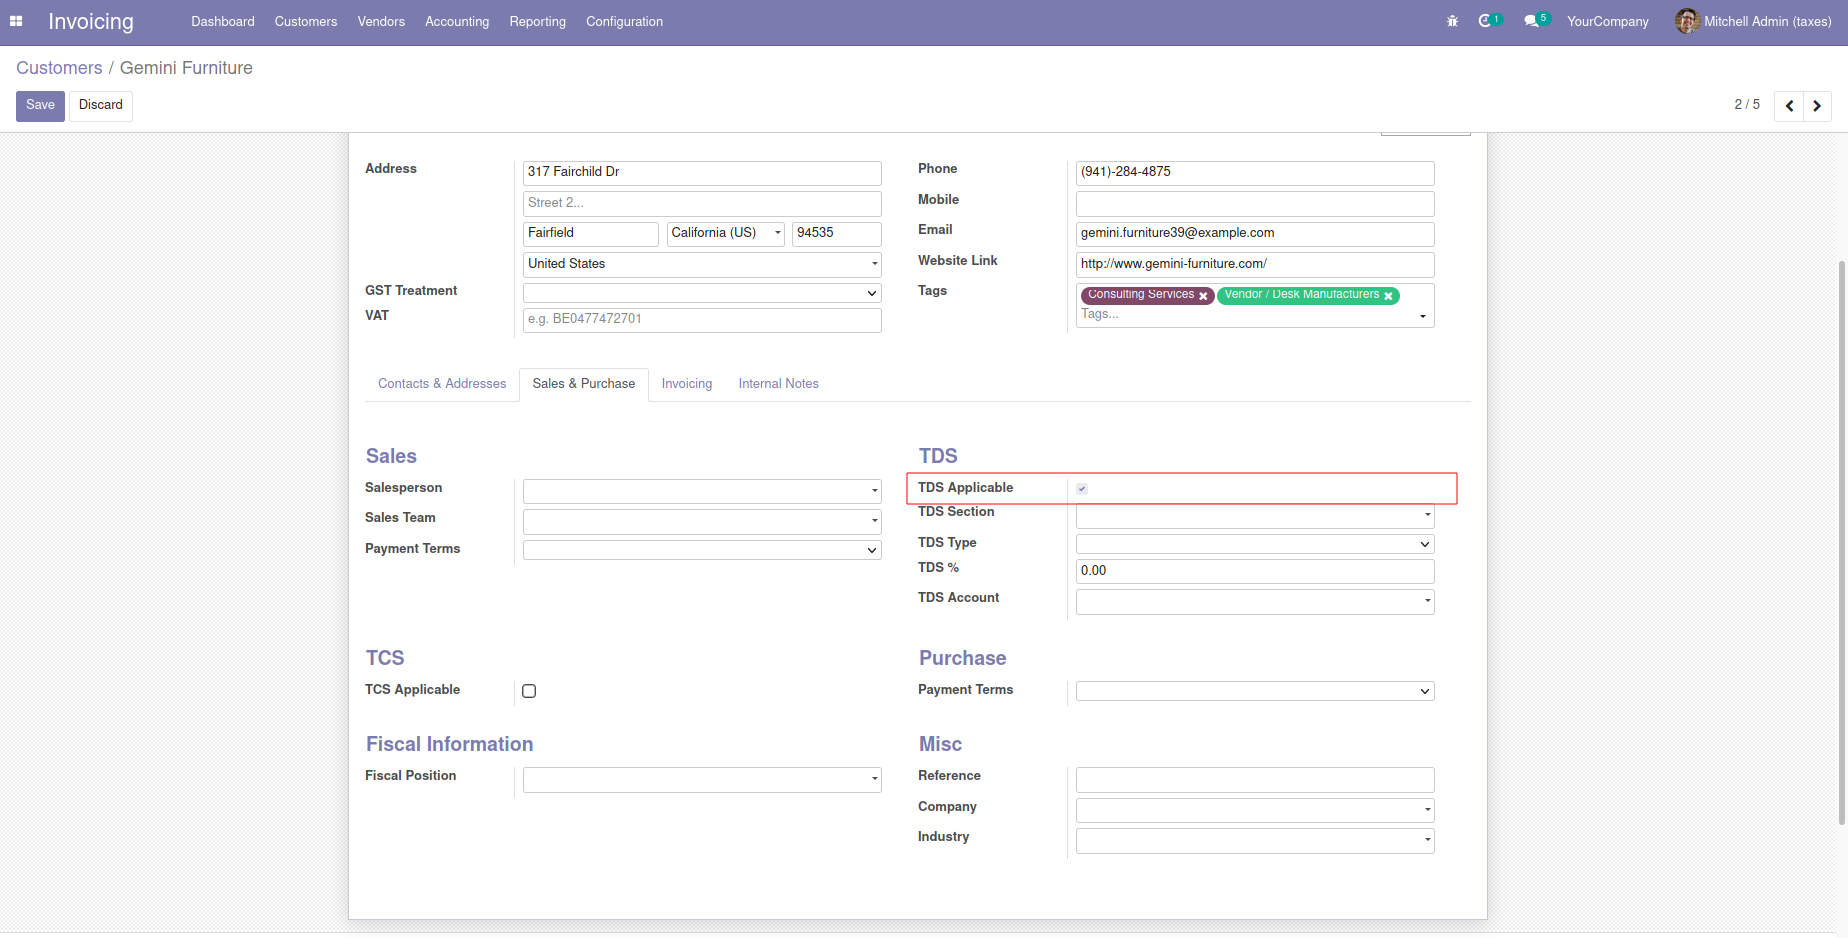 Invoicing
Dashboard Customers Vendors Accounting Reporting Configuration
1 5 YourCompany Mitchell Admin (taxes)
Customers / Gemini Furniture
Save Discard
2 / 5
Address 317 Fairchild Dr
Street 2...
Fairfield California (US) 94535
United States
GST Treatment
VAT e.g. BE0477472701
Phone (941)-284-4875
Mobile
Email gemini.furniture39@example.com
Website Link http://www.gemini-furniture.com/
Tags Consulting Services Vendor / Desk Manufacturers
Tags...
Contacts & Addresses Sales & Purchase Invoicing Internal Notes
Sales
Salesperson
Sales Team
Payment Terms
TDS
TDS Applicable
TDS Section
TDS Type
TDS % 0.00
TDS Account
TCS
TCS Applicable
Purchase
Payment Terms
Fiscal Information
Fiscal Position
Misc
Reference
Company
Industry